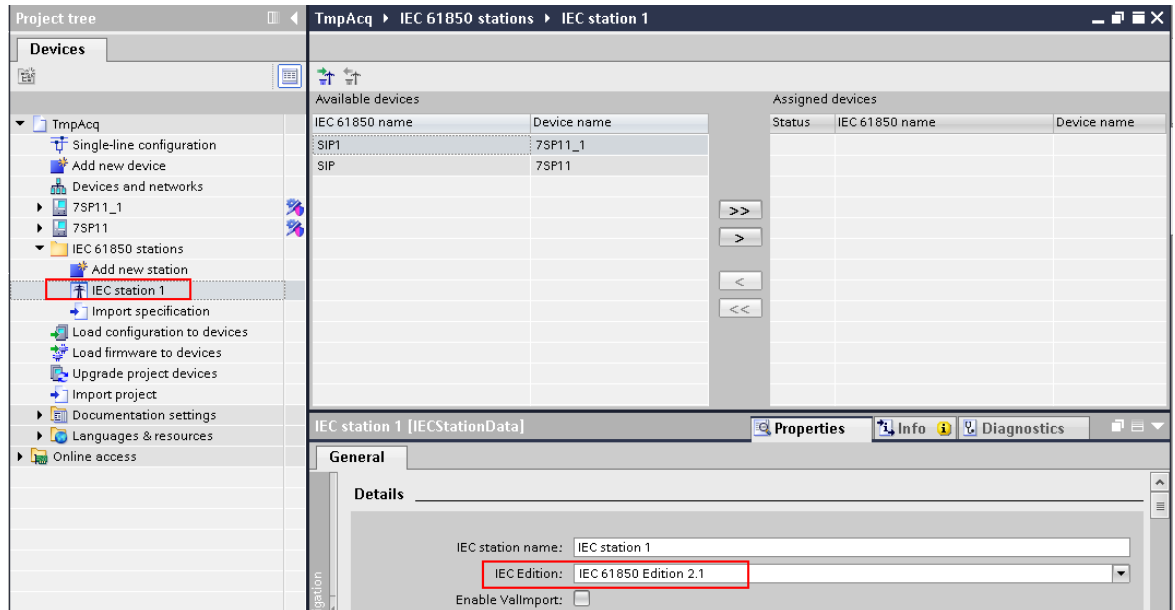 Project tree
TmpAcq ▸ IEC 61850 stations ▸ IEC station 1
Devices
Available devices
Assigned devices
IEC 61850 name
Device name
Status
IEC 61850 name
Device name
SIP1
7SP11_1
SIP
7SP11
>>
>
<
<<
TmpAcq
Single-line configuration
Add new device
Devices and networks
7SP11_1
7SP11
IEC 61850 stations
Add new station
IEC station 1
Import specification
Load configuration to devices
Load firmware to devices
Upgrade project devices
Import project
Documentation settings
Languages & resources
Online access
IEC station 1 [IECStationData]
Properties
Info
Diagnostics
General
Details
IEC station name: IEC station 1
IEC Edition: IEC 61850 Edition 2.1
Enable ValImport: